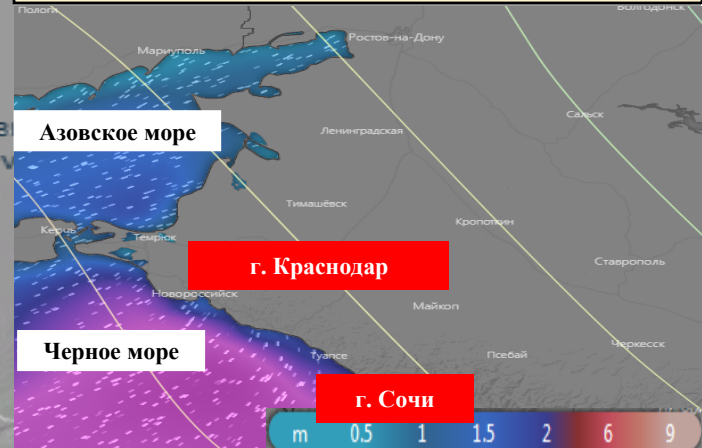 Пологи
Волгодонск
Мариуполь
Ростов-на-Дону
Сальск
Азовское море
Ленинградская
Тимашёвск
Кропоткин
Керчь
Темрюк
г. Краснодар
Ставрополь
Новороссийск
Майкоп
Черное море
Туапсе
Псебай
Черкесск
г. Сочи
m 0.5 1 1.5 2 6 9